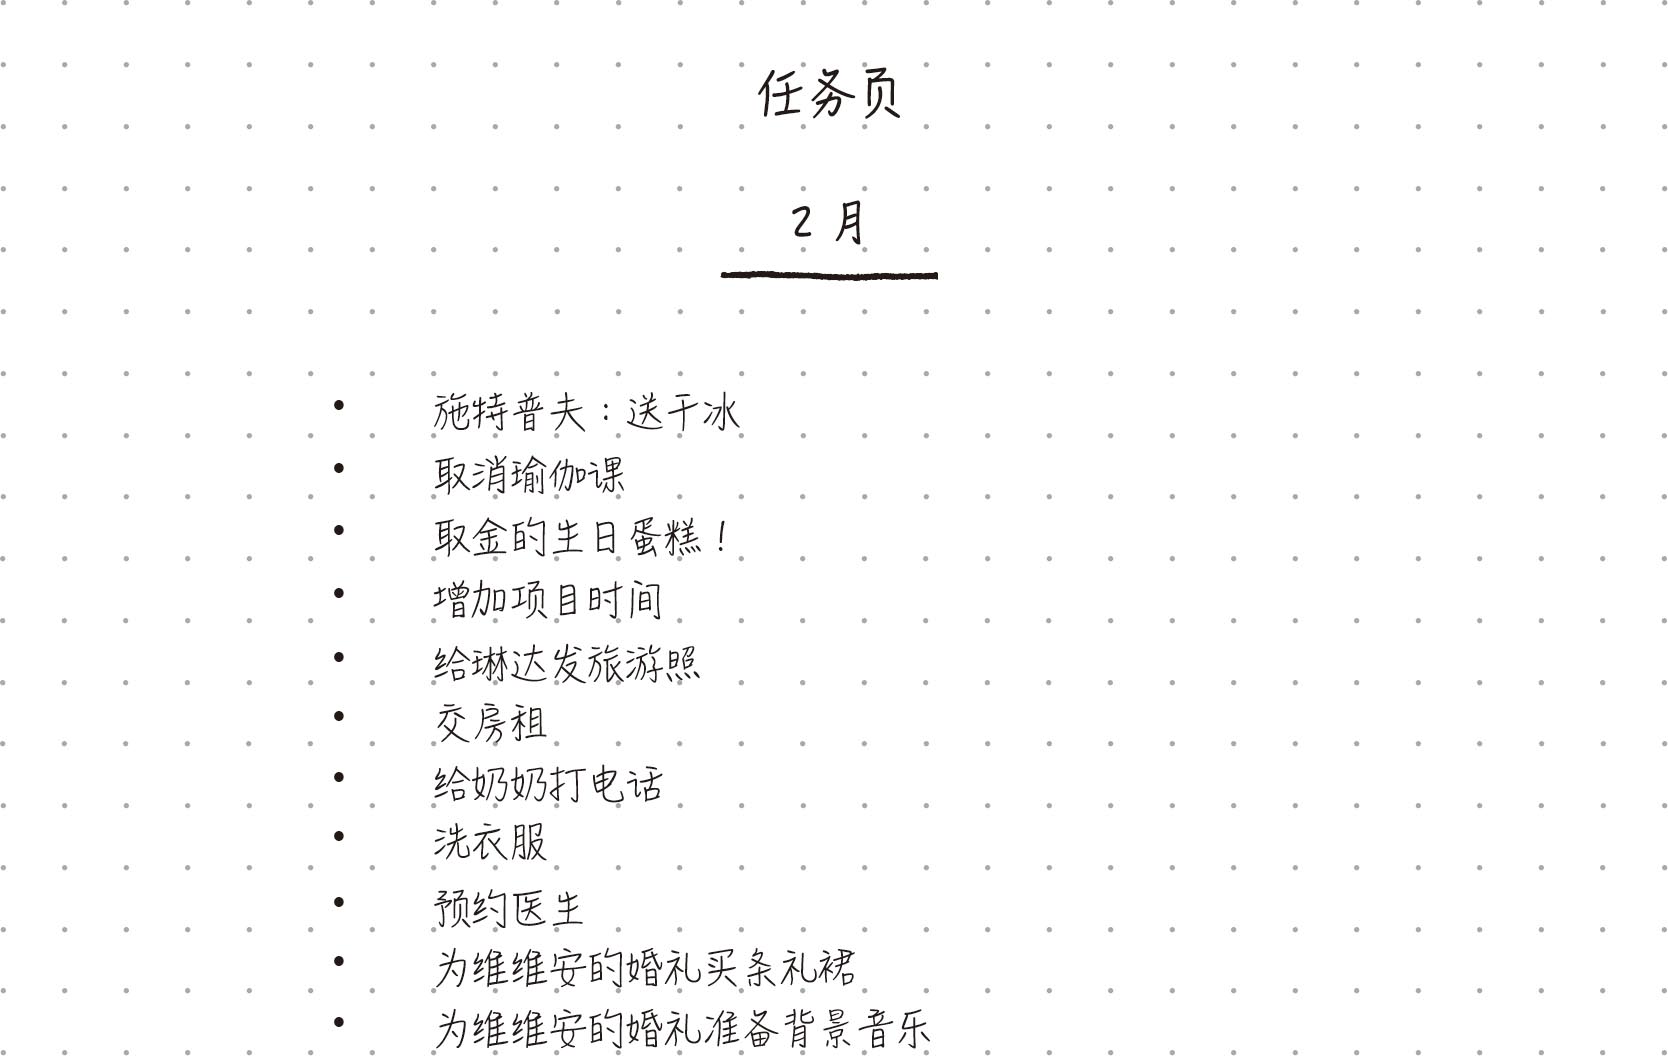 任务页
2 月
• 施特普夫：送干冰
• 取消瑜伽课
• 取金的生日蛋糕！
• 增加项目时间
• 给琳达发旅游照
• 交房租
• 给奶奶打电话
• 洗衣服
• 预约医生
• 为维维安的婚礼买条礼裙
• 为维维安的婚礼准备背景音乐